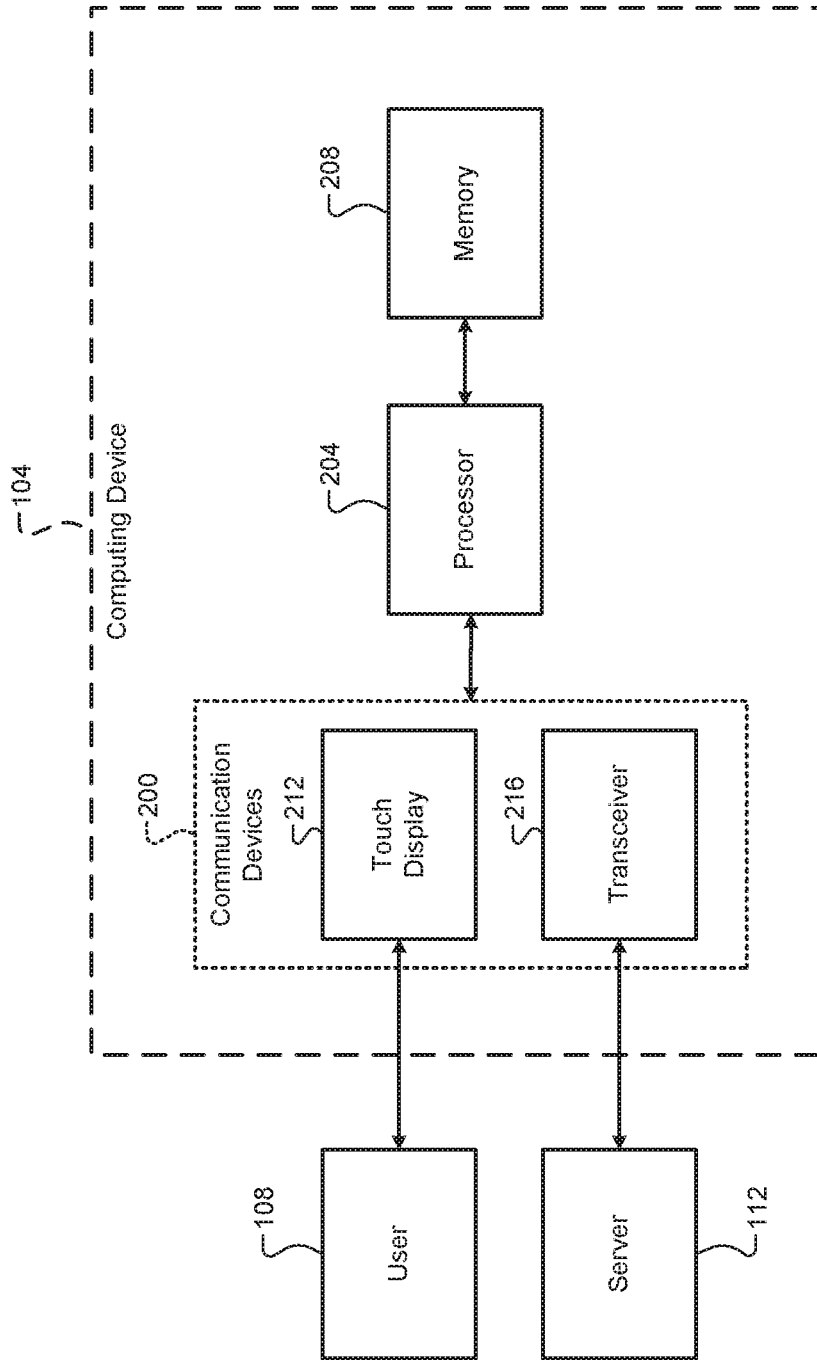 104
Computing Device
200
Communication
Devices
212
Touch
Display
216
Transceiver
204
Processor
208
Memory
108
User
Server
112